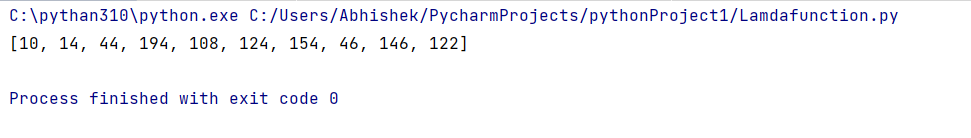 C:\pythan310\python.exe C:/Users/Abhishek/PycharmProjects/pythonProject1/Lamdafunction.py
[10, 14, 44, 194, 108, 124, 154, 46, 146, 122]
Process finished with exit code 0